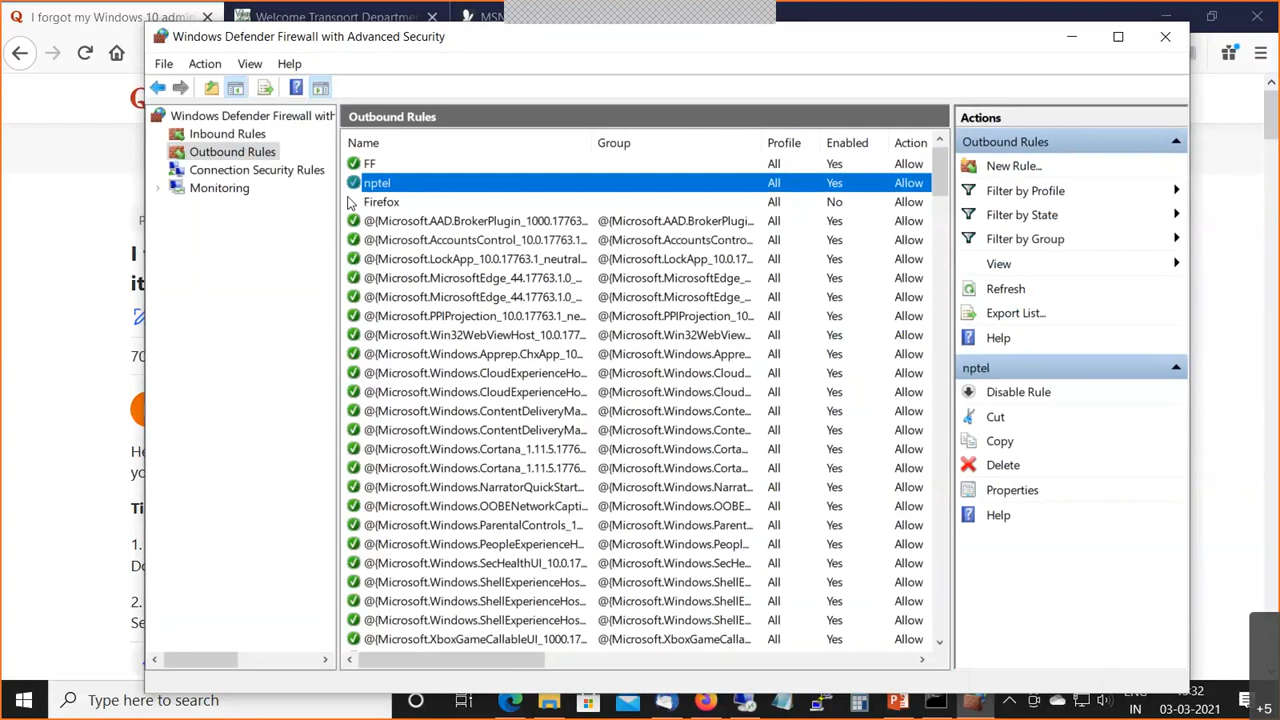 I forgot my Windows 10 admin
Welcome Transport Departme
MSN
Windows Defender Firewall with Advanced Security
File Action View Help
Windows Defender Firewall with
Inbound Rules
Outbound Rules
Connection Security Rules
Monitoring
Outbound Rules
Name Group Profile Enabled Action
FF All Yes Allow
nptel All Yes Allow
Firefox All No Allow
@{Microsoft.AAD.BrokerPlugin_1000.17763... @{Microsoft.AAD.BrokerPlugi... All Yes Allow
@{Microsoft.AccountsControl_10.0.17763.1... @{Microsoft.AccountsContro... All Yes Allow
@{Microsoft.LockApp_10.0.17763.1_neutral... @{Microsoft.LockApp_10.0.17... All Yes Allow
@{Microsoft.MicrosoftEdge_44.17763.1.0_... @{Microsoft.MicrosoftEdge_... All Yes Allow
@{Microsoft.MicrosoftEdge_44.17763.1.0_... @{Microsoft.MicrosoftEdge_... All Yes Allow
@{Microsoft.PPIProjection_10.0.17763.1_ne... @{Microsoft.PPIProjection_10... All Yes Allow
@{Microsoft.Win32WebViewHost_10.0.177... @{Microsoft.Win32WebView... All Yes Allow
@{Microsoft.Windows.Apprep.ChxApp_10... @{Microsoft.Windows.Appre... All Yes Allow
@{Microsoft.Windows.CloudExperienceHo... @{Microsoft.Windows.Cloud... All Yes Allow
@{Microsoft.Windows.CloudExperienceHo... @{Microsoft.Windows.Cloud... All Yes Allow
@{Microsoft.Windows.ContentDeliveryMa... @{Microsoft.Windows.Conte... All Yes Allow
@{Microsoft.Windows.ContentDeliveryMa... @{Microsoft.Windows.Conte... All Yes Allow
@{Microsoft.Windows.Cortana_1.11.5.1776... @{Microsoft.Windows.Corta... All Yes Allow
@{Microsoft.Windows.Cortana_1.11.5.1776... @{Microsoft.Windows.Corta... All Yes Allow
@{Microsoft.Windows.NarratorQuickStart... @{Microsoft.Windows.Narrat... All Yes Allow
@{Microsoft.Windows.OOBENetworkCapti... @{Microsoft.Windows.OOBE... All Yes Allow
@{Microsoft.Windows.ParentalControls_1... @{Microsoft.Windows.Parent... All Yes Allow
@{Microsoft.Windows.PeopleExperienceH... @{Microsoft.Windows.Peopl... All Yes Allow
@{Microsoft.Windows.SecHealthUI_10.0.17... @{Microsoft.Windows.SecHe... All Yes Allow
@{Microsoft.Windows.ShellExperienceHos... @{Microsoft.Windows.ShellE... All Yes Allow
@{Microsoft.Windows.ShellExperienceHos... @{Microsoft.Windows.ShellE... All Yes Allow
@{Microsoft.Windows.ShellExperienceHos... @{Microsoft.Windows.ShellE... All Yes Allow
@{Microsoft.XboxGameCallableUI_1000.17... @{Microsoft.XboxGameCalla... All Yes Allow
Actions
Outbound Rules
New Rule...
Filter by Profile
Filter by State
Filter by Group
View
Refresh
Export List...
Help
nptel
Disable Rule
Cut
Copy
Delete
Properties
Help
I
it
70
He
yo
Ti
1.
Do
2.
Se
Type here to search
ENG
IN
:32
03-03-2021
+5